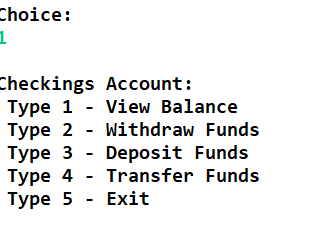 Choice:
1
Checkings Account:
Type 1 - View Balance
Type 2 - Withdraw Funds
Type 3 - Deposit Funds
Type 4 - Transfer Funds
Type 5 - Exit